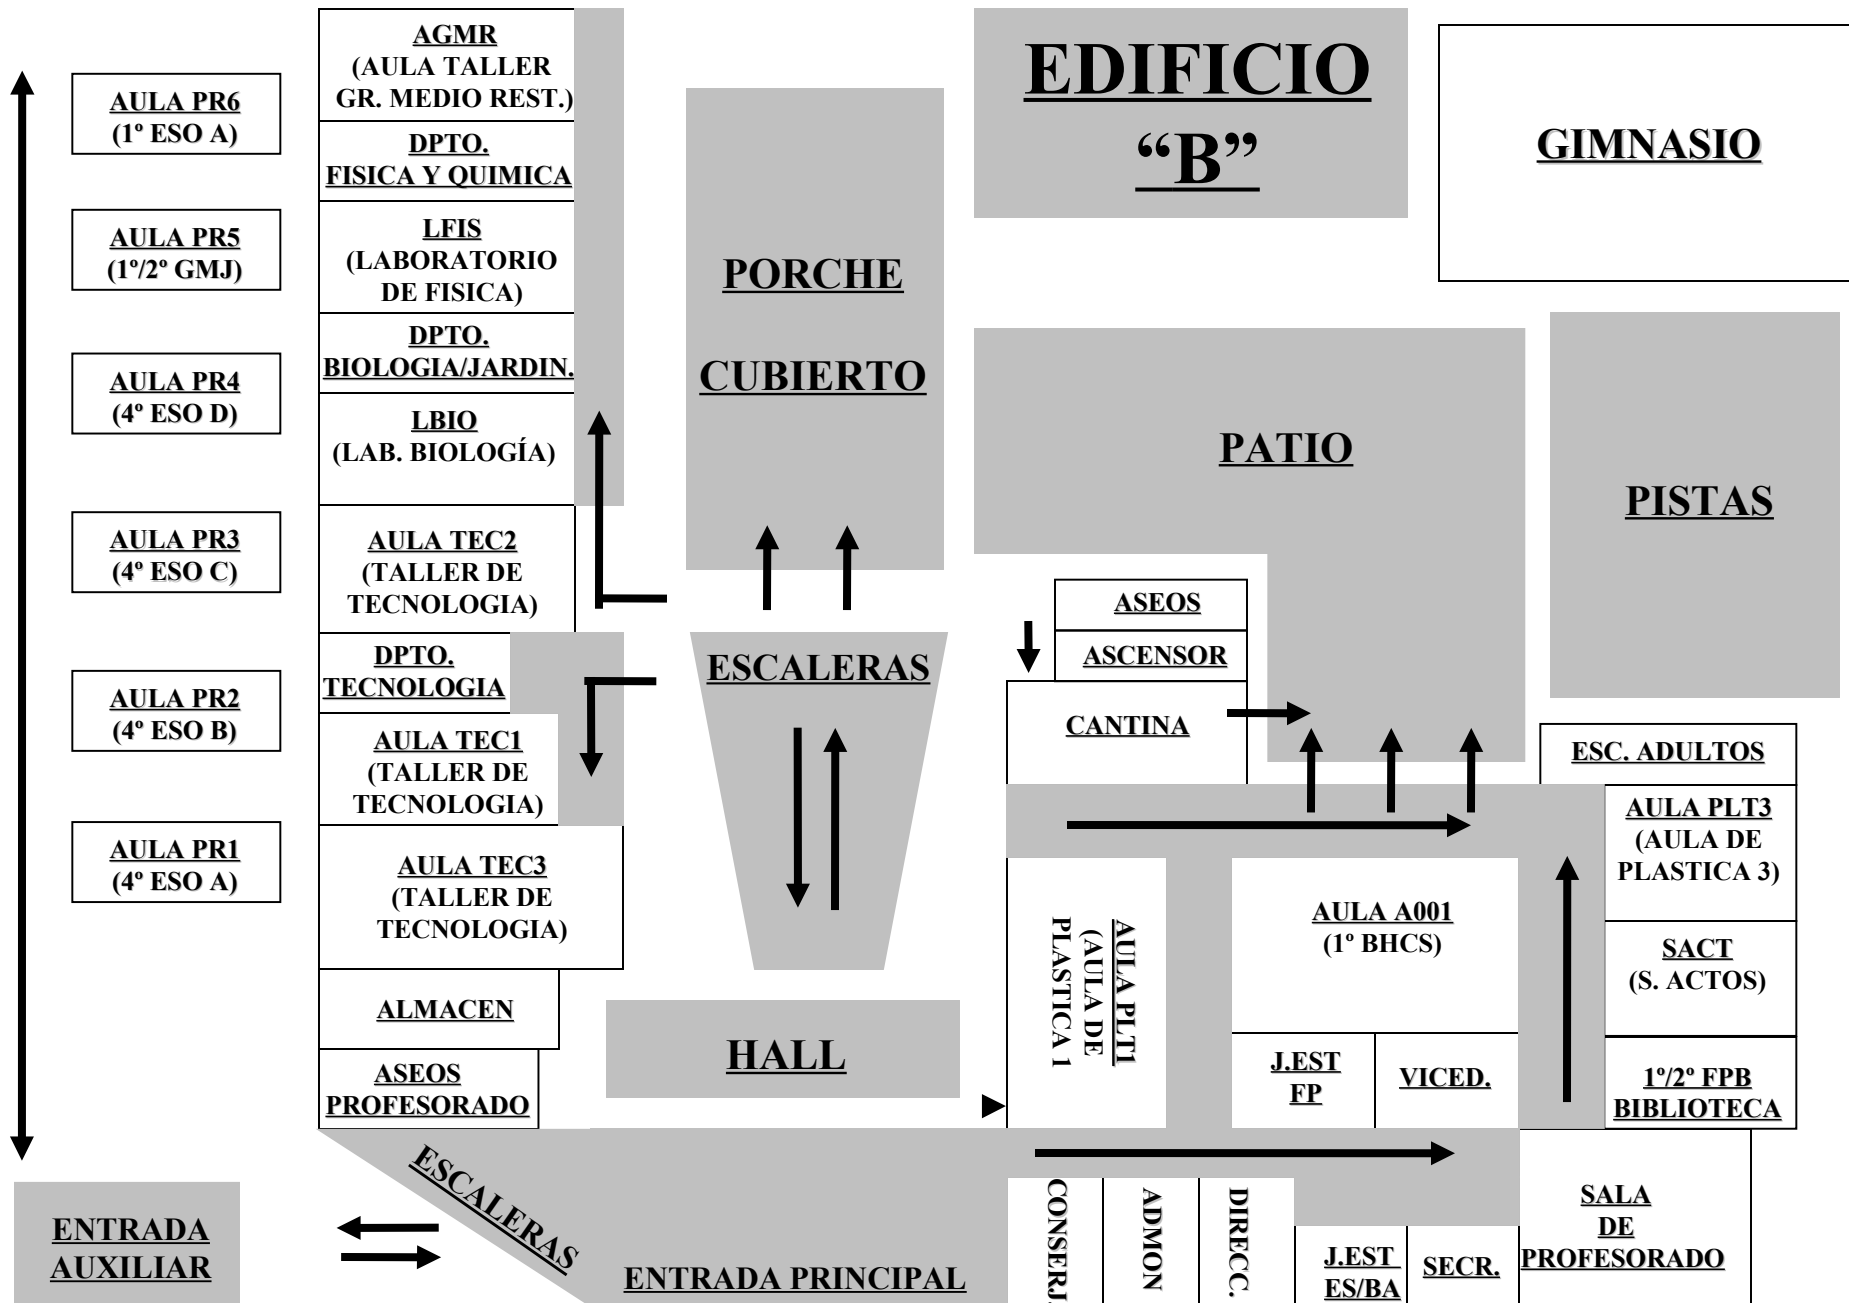 AULA PR6
(1º ESO A)
AULA PR5
(1º/2º GMJ)
AULA PR4
(4º ESO D)
AULA PR3
(4º ESO C)
AULA PR2
(4º ESO B)
AULA PR1
(4º ESO A)
ENTRADA
AUXILIAR
AGMR
(AULA TALLER
GR. MEDIO REST.)
DPTO.
FISICA Y QUIMICA
LFIS
(LABORATORIO
DE FISICA)
DPTO.
BIOLOGIA/JARDIN.
LBIO
(LAB. BIOLOGÍA)
AULA TEC2
(TALLER DE
TECNOLOGIA)
DPTO.
TECNOLOGIA
AULA TEC1
(TALLER DE
TECNOLOGIA)
AULA TEC3
(TALLER DE
TECNOLOGIA)
ALMACEN
ASEOS
PROFESORADO
ESCALERAS
PORCHE
CUBIERTO
ESCALERAS
HALL
ENTRADA PRINCIPAL
EDIFICIO
“B”
GIMNASIO
PATIO
PISTAS
ASEOS
ASCENSOR
CANTINA
ESC. ADULTOS
AULA PLT3
(AULA DE
PLASTICA 3)
AULA PLT1
(AULA DE
PLASTICA 1
AULA A001
(1º BHCS)
SACT
(S. ACTOS)
J.EST
FP
VICED.
1º/2º FPB
BIBLIOTECA
CONSERJ.
ADMON
DIRECC.
J.EST
ES/BA
SECR.
SALA
DE
PROFESORADO